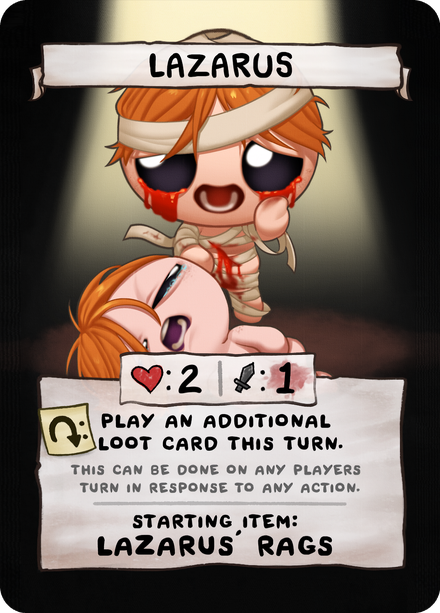 LAZARUS
: 2 | : 1
: PLAY AN ADDITIONAL
LOOT CARD THIS TURN.
THIS CAN BE DONE ON ANY PLAYERS
TURN IN RESPONSE TO ANY ACTION.
STARTING ITEM:
LAZARUS' RAGS